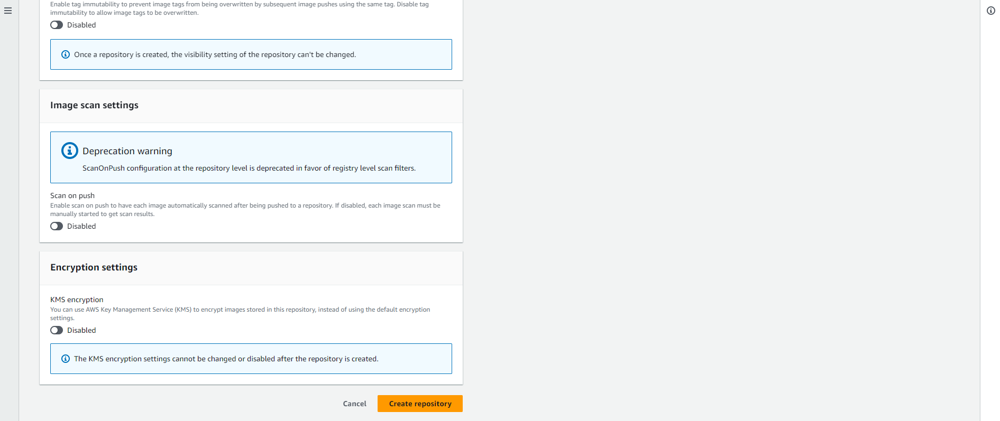 Enable tag immutability to prevent image tags from being overwritten by subsequent image pushes using the same tag. Disable tag
immutability to allow image tags to be overwritten.
Disabled
Once a repository is created, the visibility setting of the repository can't be changed.
Image scan settings
Deprecation warning
ScanOnPush configuration at the repository level is deprecated in favor of registry level scan filters.
Scan on push
Enable scan on push to have each image automatically scanned after being pushed to a repository. If disabled, each image scan must be
manually started to get scan results.
Disabled
Encryption settings
KMS encryption
You can use AWS Key Management Service (KMS) to encrypt images stored in this repository, instead of using the default encryption
settings.
Disabled
The KMS encryption settings cannot be changed or disabled after the repository is created.
Cancel
Create repository